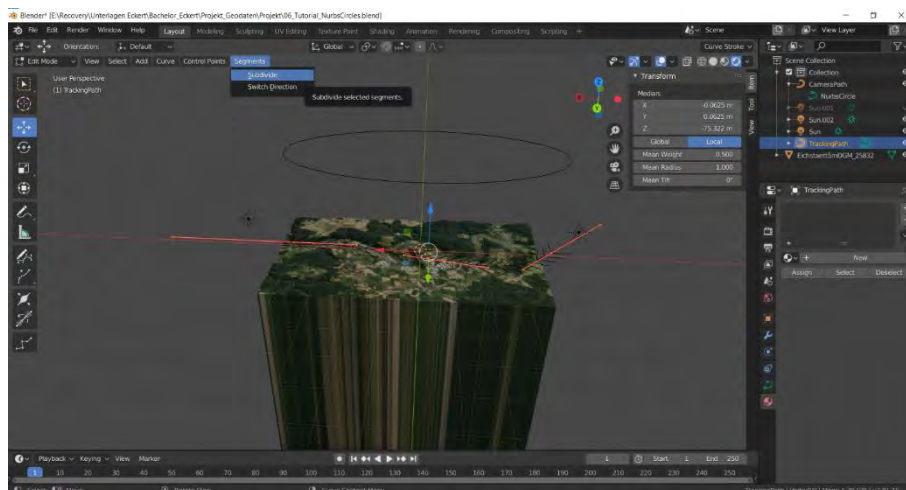 Blender* [E:\Recovery\Unterlagen Eckert\Bachelor_Eckert\Projekt_Geodaten\Projekt\06_Tutorial_NurbsCircles.blend]
File Edit Render Window Help Layout Modeling Sculpting UV Editing Texture Paint Shading Animation Rendering Compositing Scripting + Scene View Layer
Orientation: Default Global Curve Stroke
Edit Mode View Select Add Curve Control Points Segments
User Perspective
(1) TrackingPath
Subdivide
Switch Direction
Subdivide selected segments.
Transform
Median:
X -0.0625 m
Y 0.0625 m
Z -75.322 m
Global Local
Mean Weight 0.500
Mean Radius 1.000
Mean Tilt 0°
Item
Tool
View
Scene Collection
Collection
CameraPath
NurbsCircle
Sun.001
Sun.002
Sun
TrackingPath
Eichstaett5mDGM_25832
TrackingPath
+ New
Assign Select Deselect
Playback Keying View Marker 1 Start 1 End 250
1 10 20 30 40 50 60 70 80 90 100 110 120 130 140 150 160 170 180 190 200 210 220 230 240 250